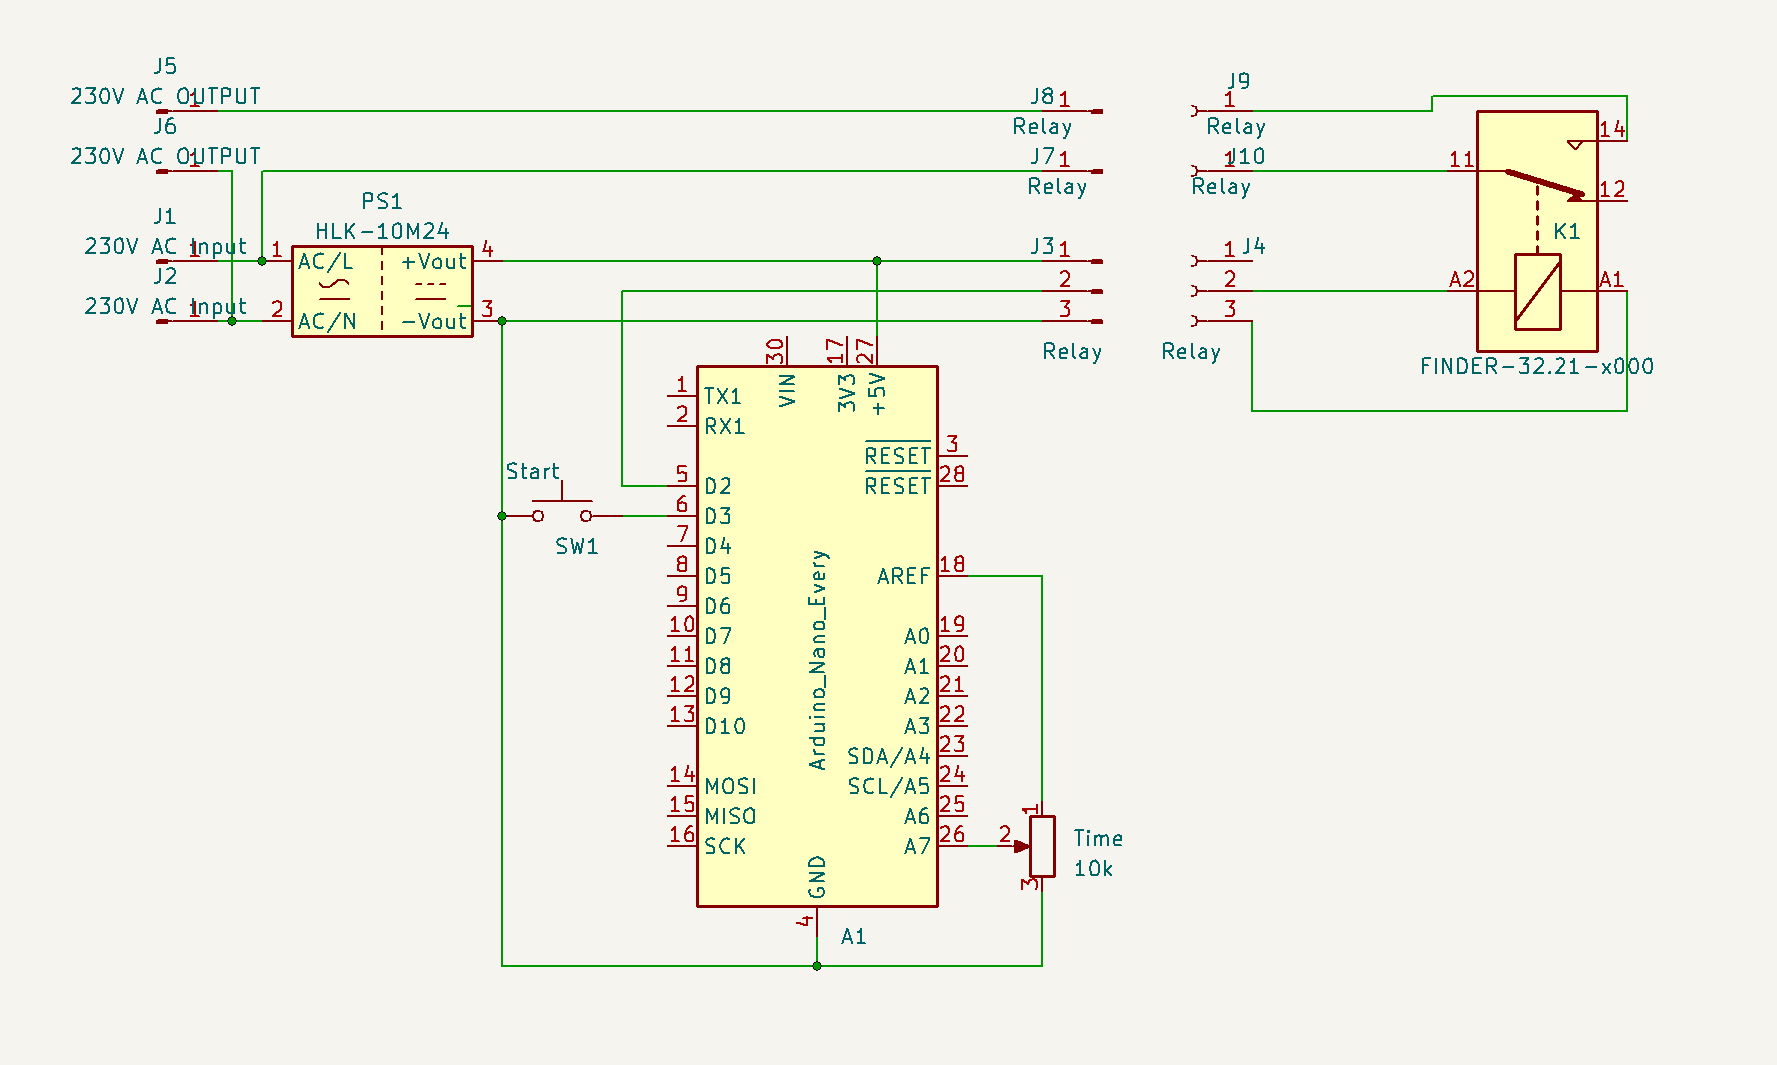 J5
230V AC OUTPUT
1
J6
230V AC OUTPUT
1
J1
230V AC Input
1
J2
230V AC Input
1
PS1
HLK-10M24
1
AC/L
2
AC/N
4
+Vout
3
-Vout
J8
1
Relay
J7
1
Relay
J3
1
2
3
Relay
J9
1
Relay
J10
1
Relay
J4
1
2
3
Relay
14
11
12
K1
A2
A1
FINDER-32.21-x000
30
VIN
17
3V3
27
+5V
1
TX1
2
RX1
5
D2
6
D3
7
D4
8
D5
9
D6
10
D7
11
D8
12
D9
13
D10
14
MOSI
15
MISO
16
SCK
3
RESET
28
RESET
18
AREF
19
A0
20
A1
21
A2
22
A3
23
SDA/A4
24
SCL/A5
25
A6
26
A7
Arduino_Nano_Every
GND
4
A1
Start
SW1
1
2
3
Time
10k